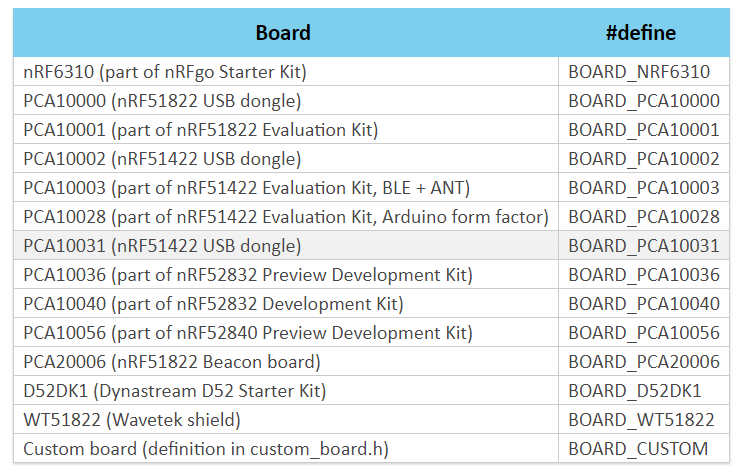 Board #define
nRF6310 (part of nRFgo Starter Kit) BOARD_NRF6310
PCA10000 (nRF51822 USB dongle) BOARD_PCA10000
PCA10001 (part of nRF51822 Evaluation Kit) BOARD_PCA10001
PCA10002 (nRF51422 USB dongle) BOARD_PCA10002
PCA10003 (part of nRF51422 Evaluation Kit, BLE + ANT) BOARD_PCA10003
PCA10028 (part of nRF51422 Evaluation Kit, Arduino form factor) BOARD_PCA10028
PCA10031 (nRF51422 USB dongle) BOARD_PCA10031
PCA10036 (part of nRF52832 Preview Development Kit) BOARD_PCA10036
PCA10040 (part of nRF52832 Development Kit) BOARD_PCA10040
PCA10056 (part of nRF52840 Preview Development Kit) BOARD_PCA10056
PCA20006 (nRF51822 Beacon board) BOARD_PCA20006
D52DK1 (Dynastream D52 Starter Kit) BOARD_D52DK1
WT51822 (Wavetek shield) BOARD_WT51822
Custom board (definition in custom_board.h) BOARD_CUSTOM